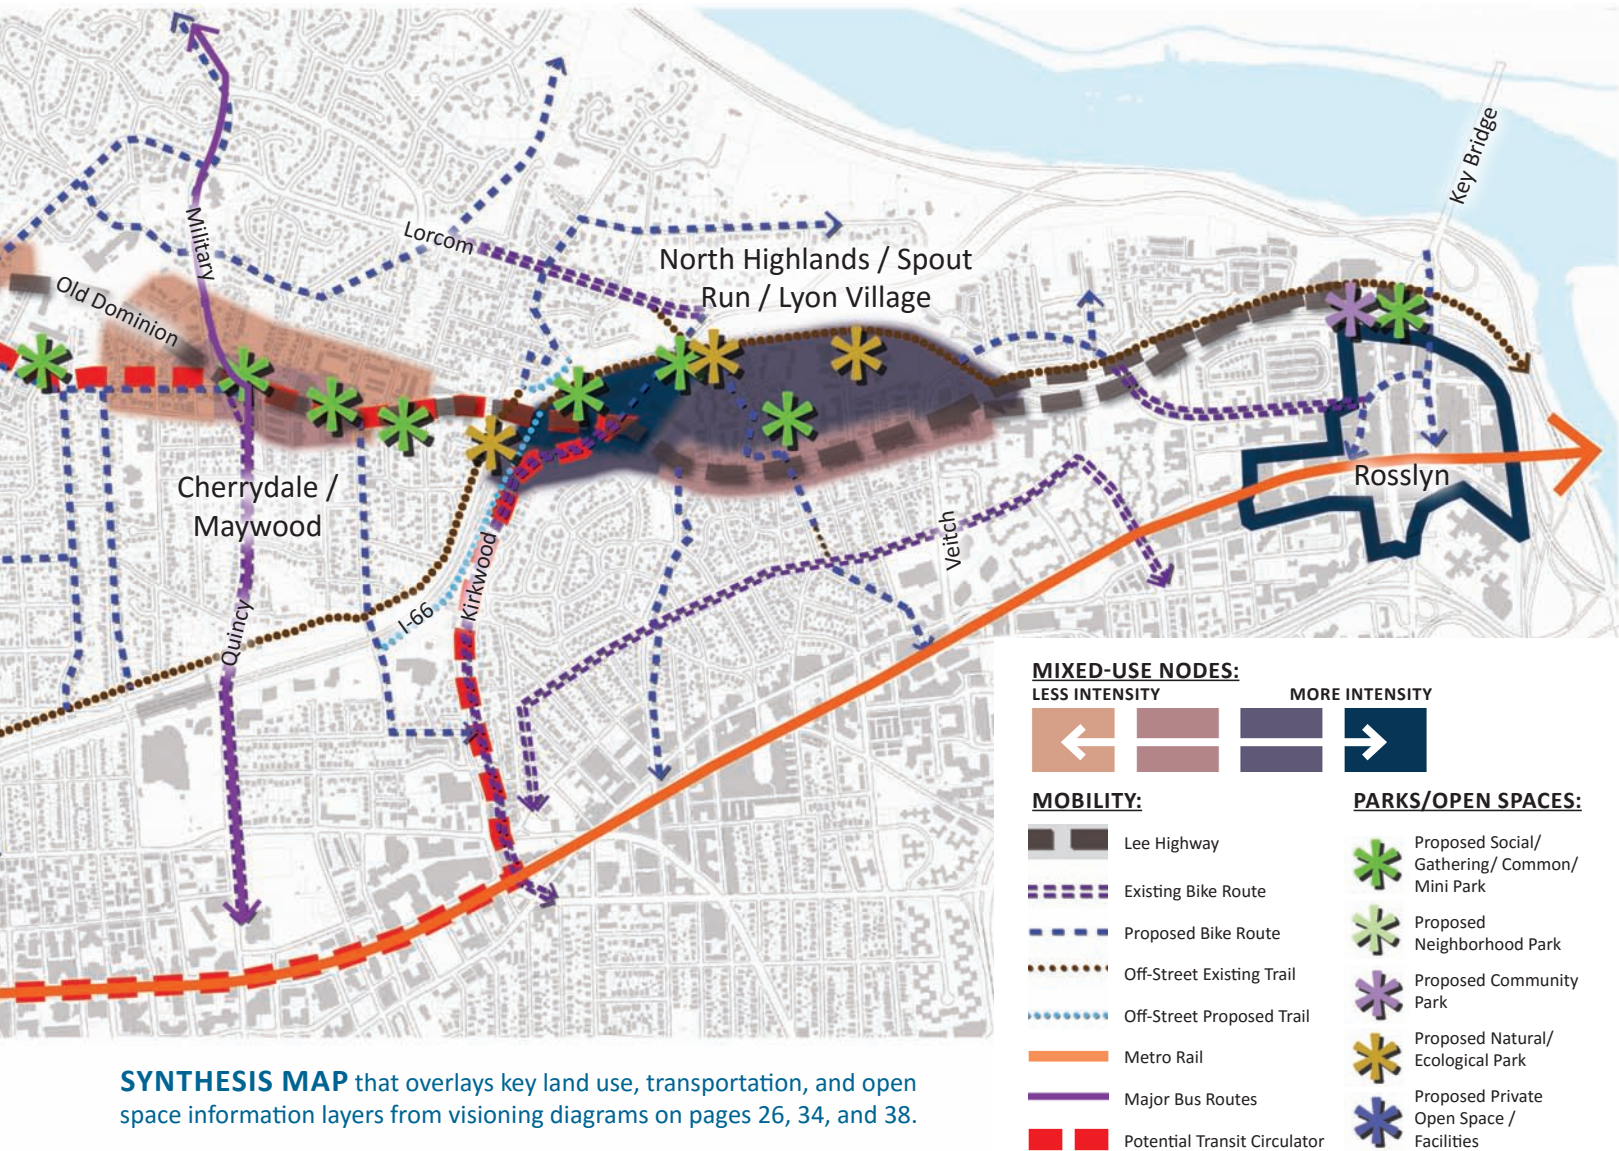 Key Bridge
Military
Lorcom
North Highlands / Spout
Run / Lyon Village
Old Dominion
Cherrydale /
Maywood
Rosslyn
Veitch
Kirkwood
I-66
Quincy
MIXED-USE NODES:
LESS INTENSITY MORE INTENSITY
MOBILITY:
Lee Highway
Existing Bike Route
Proposed Bike Route
Off-Street Existing Trail
Off-Street Proposed Trail
Metro Rail
Major Bus Routes
Potential Transit Circulator
PARKS/OPEN SPACES:
Proposed Social/
Gathering/ Common/
Mini Park
Proposed
Neighborhood Park
Proposed Community
Park
Proposed Natural/
Ecological Park
Proposed Private
Open Space /
Facilities
SYNTHESIS MAP that overlays key land use, transportation, and open
space information layers from visioning diagrams on pages 26, 34, and 38.